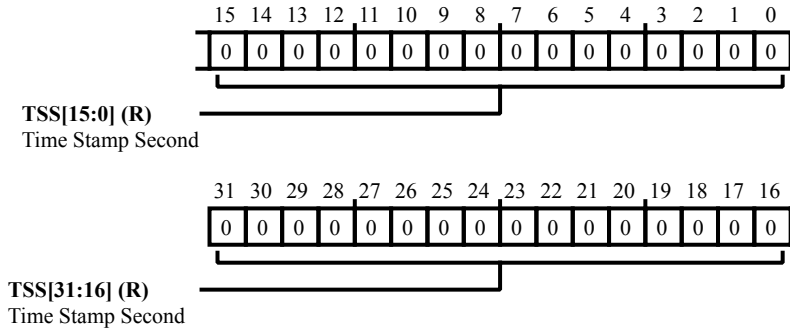 15 14 13 12 11 10 9 8 7 6 5 4 3 2 1 0
0 0 0 0 0 0 0 0 0 0 0 0 0 0 0 0
TSS[15:0] (R)
Time Stamp Second
31 30 29 28 27 26 25 24 23 22 21 20 19 18 17 16
0 0 0 0 0 0 0 0 0 0 0 0 0 0 0 0
TSS[31:16] (R)
Time Stamp Second